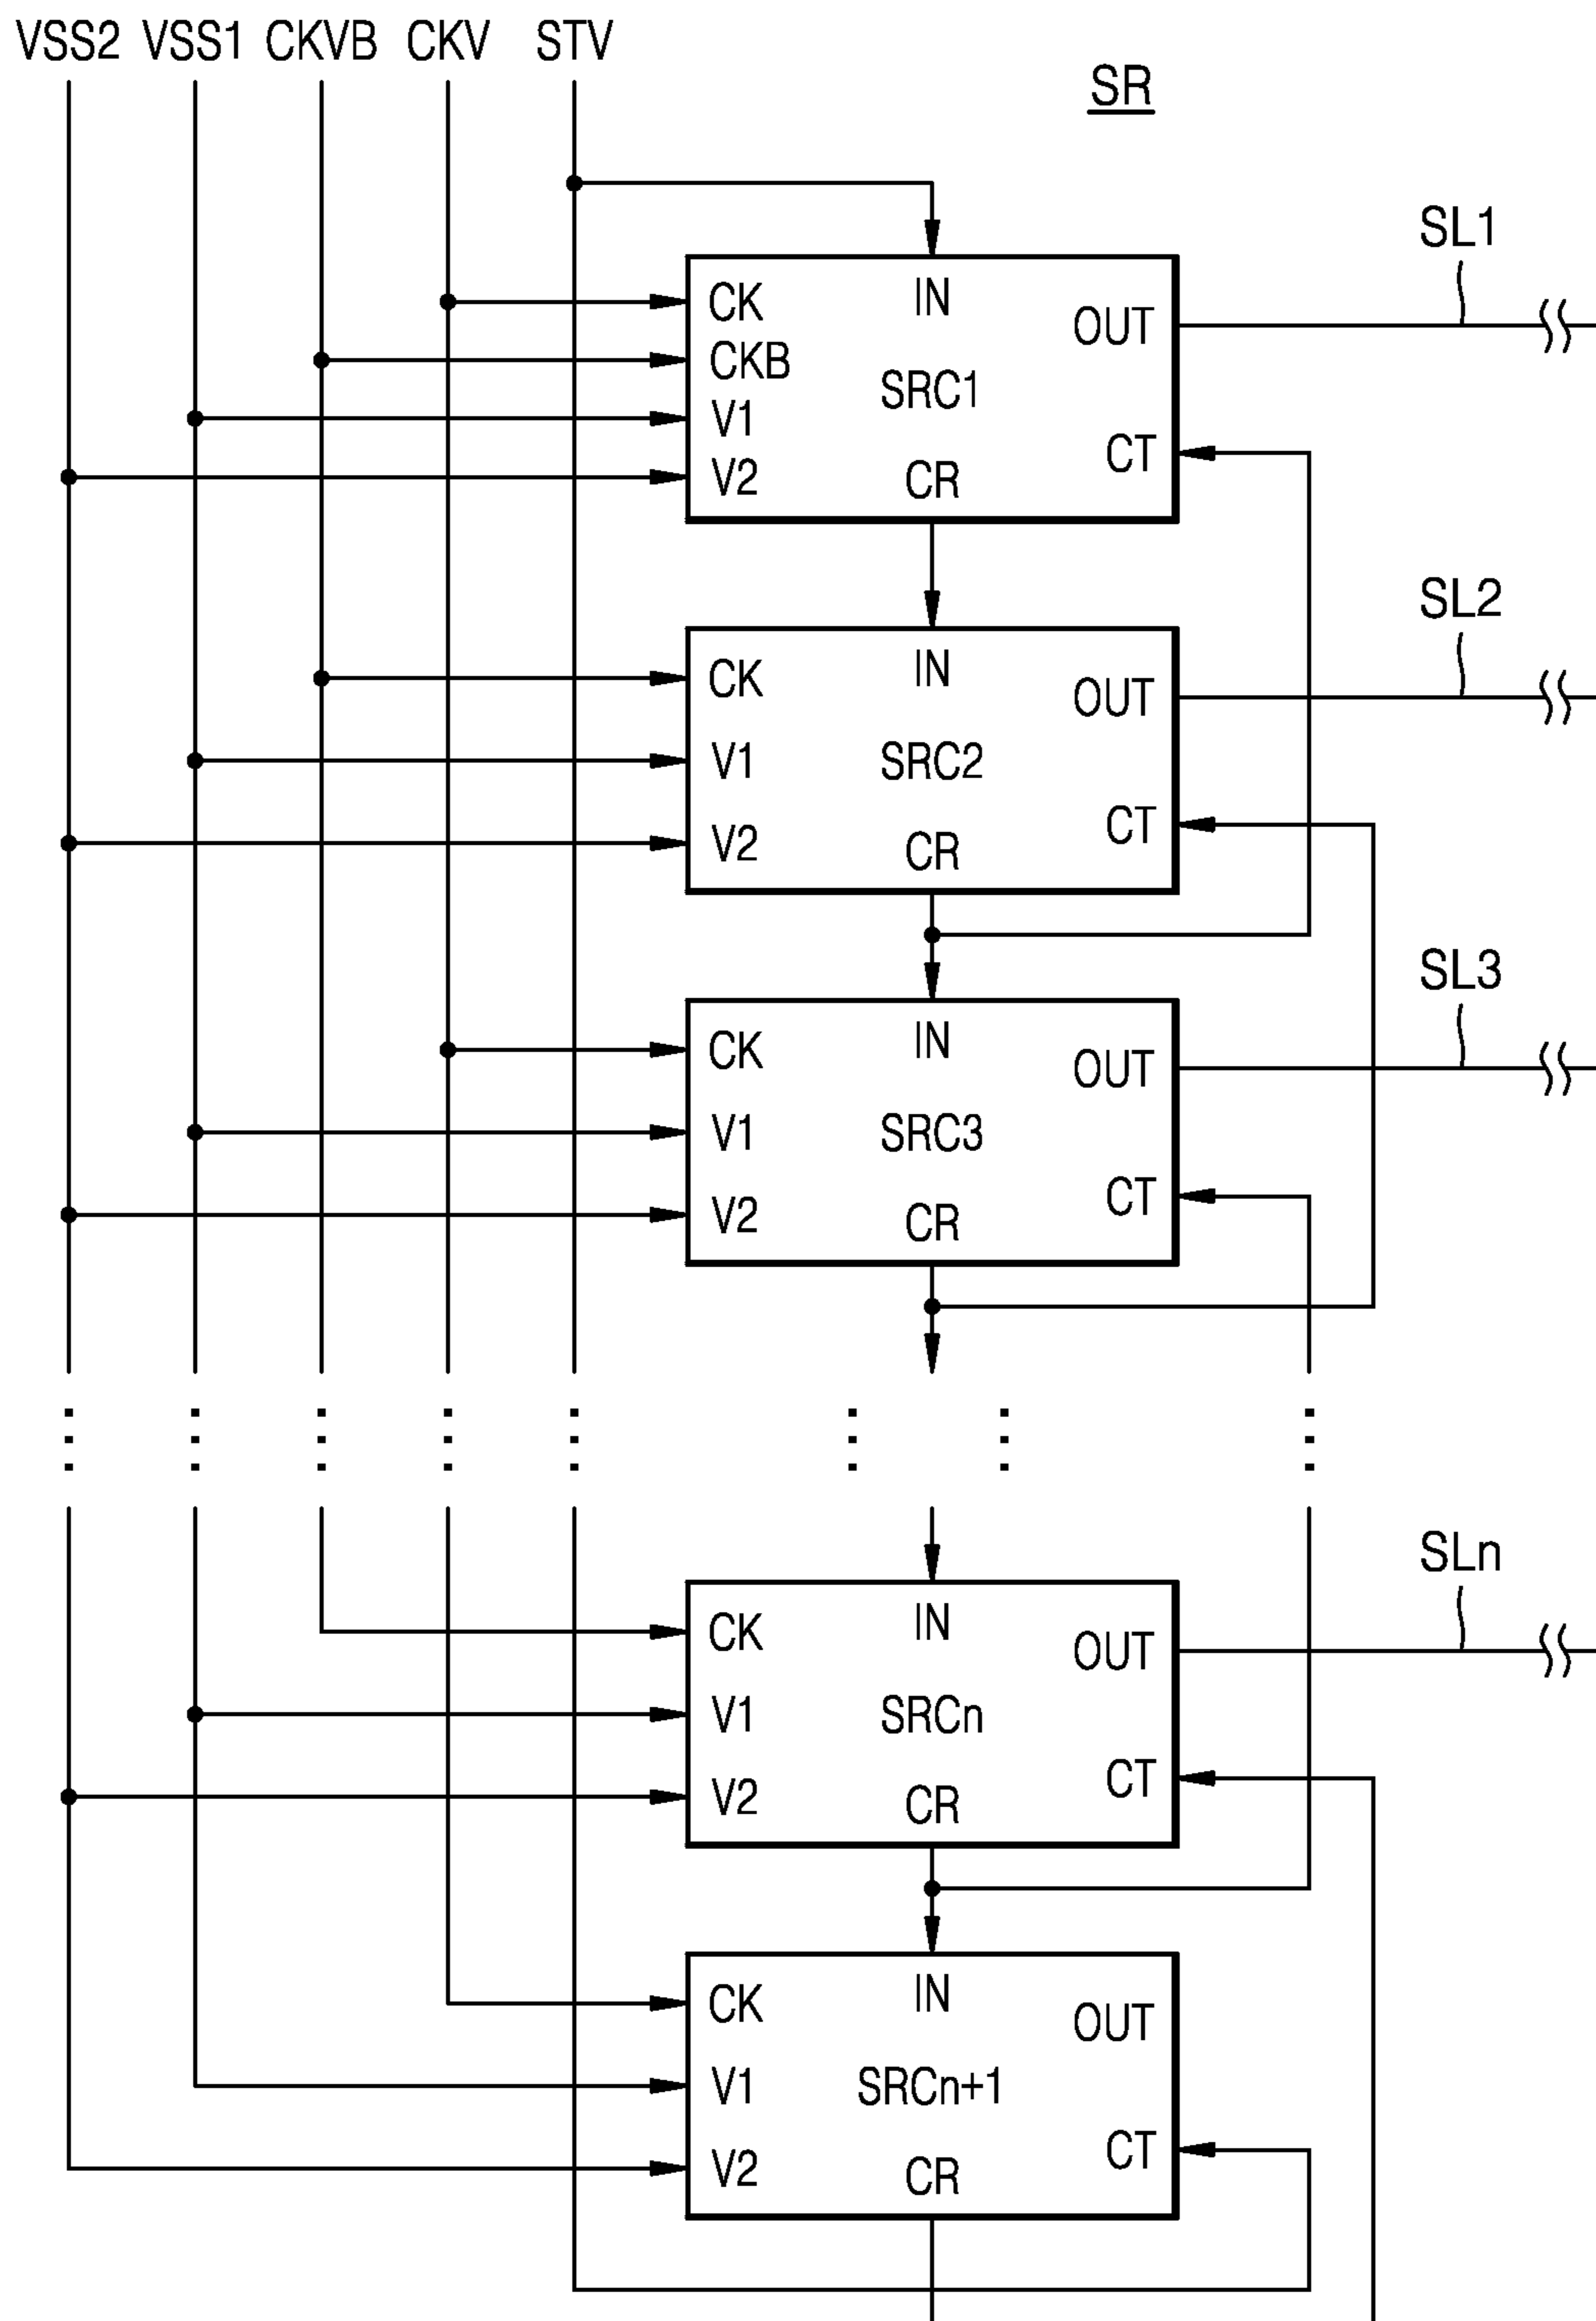 VSS2 VSS1 CKVB CKV STV
SR
SL1
CK IN OUT
CKB
SRC1
V1
CT
V2 CR
SL2
CK IN OUT
V1 SRC2
CT
V2 CR
SL3
CK IN OUT
V1 SRC3
CT
V2 CR
SLn
CK IN OUT
V1 SRCn
CT
V2 CR
CK IN OUT
V1 SRCn+1
CT
V2 CR